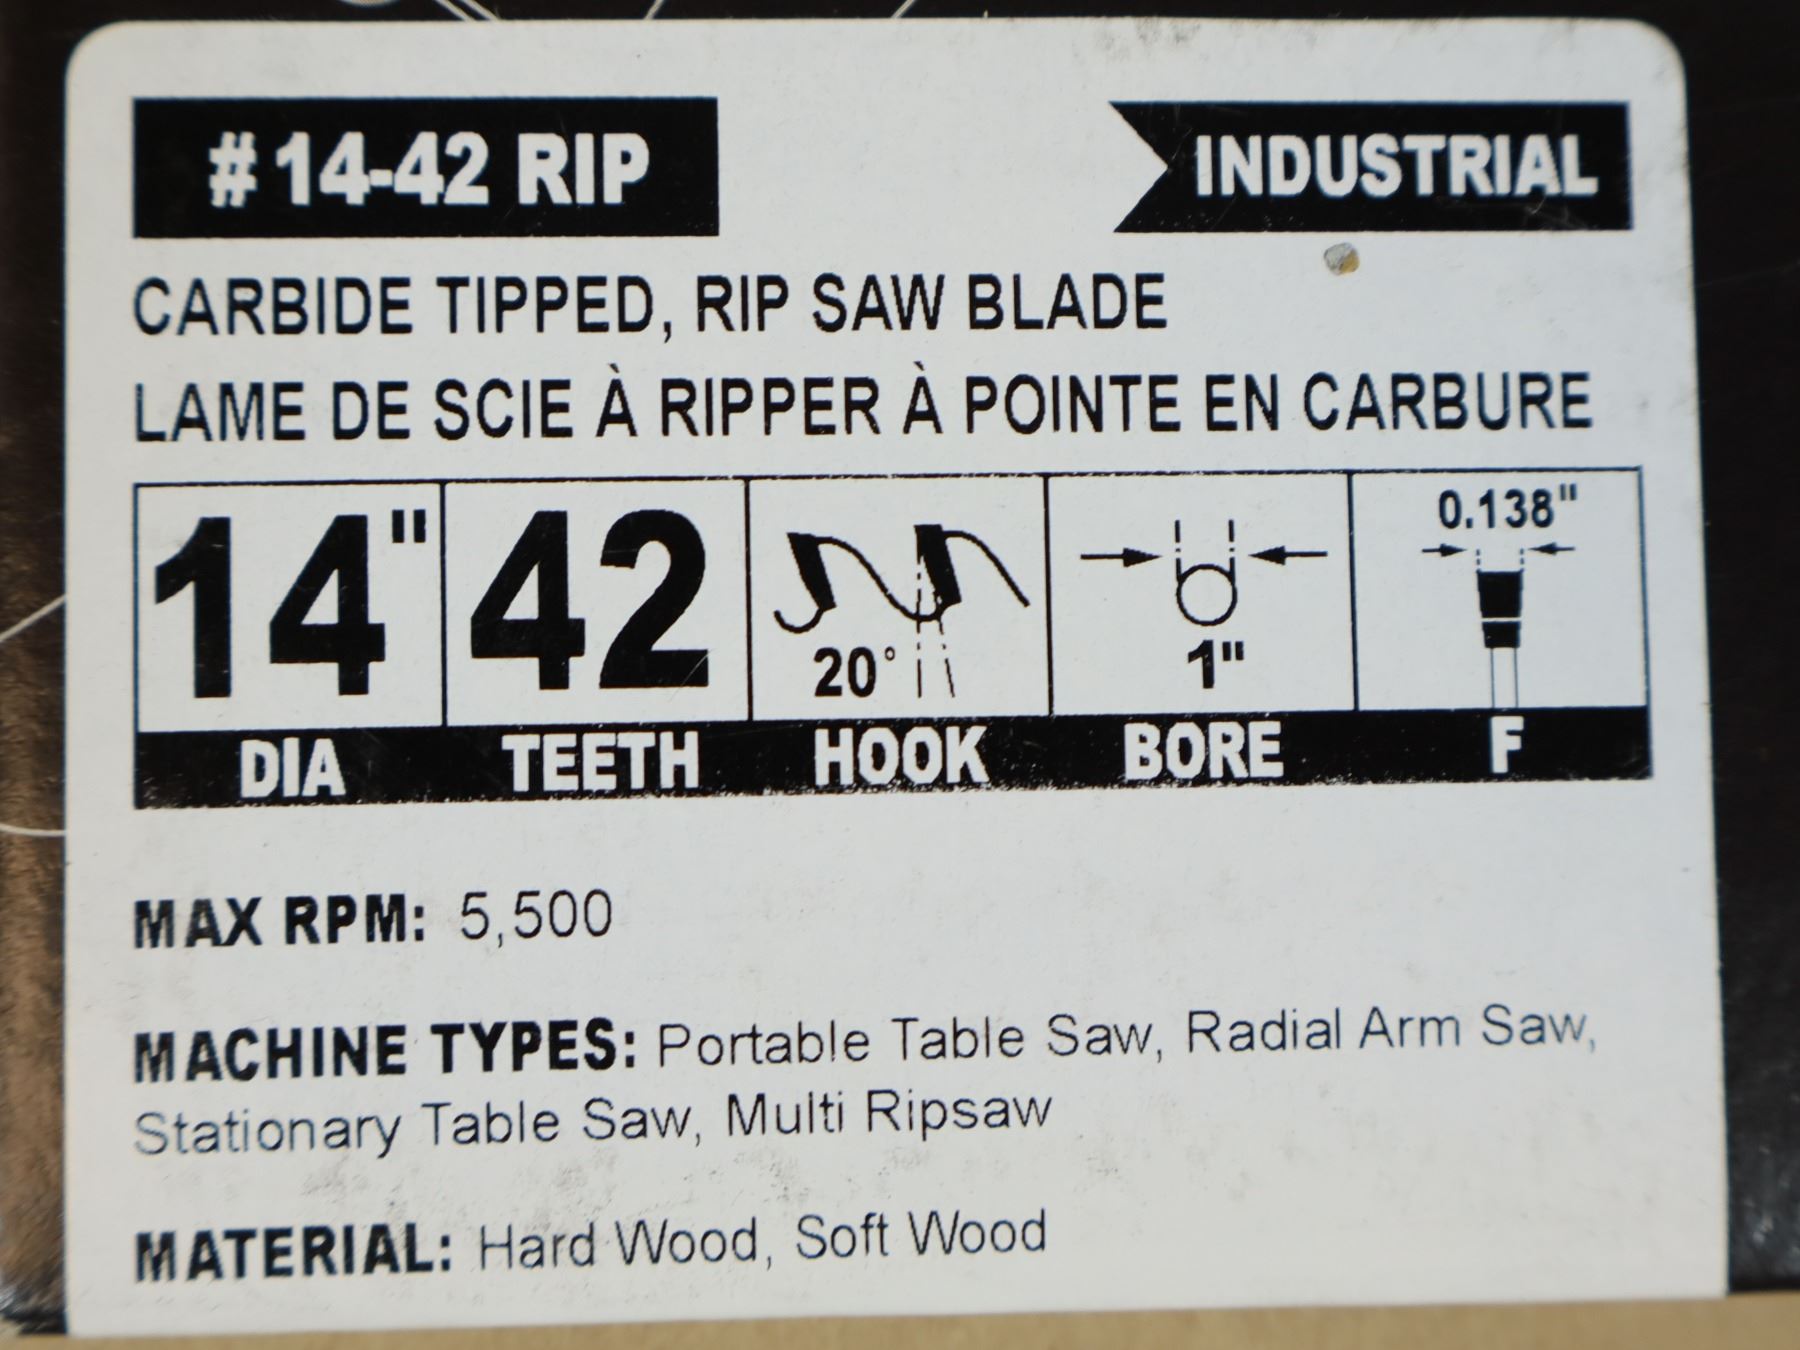 # 14-42 RIP
INDUSTRIAL
CARBIDE TIPPED, RIP SAW BLADE
LAME DE SCIE À RIPPER À POINTE EN CARBURE
14"
42
20°
1"
0.138"
DIA
TEETH
HOOK
BORE
F
MAX RPM: 5,500
MACHINE TYPES: Portable Table Saw, Radial Arm Saw,
Stationary Table Saw, Multi Ripsaw
MATERIAL: Hard Wood, Soft Wood